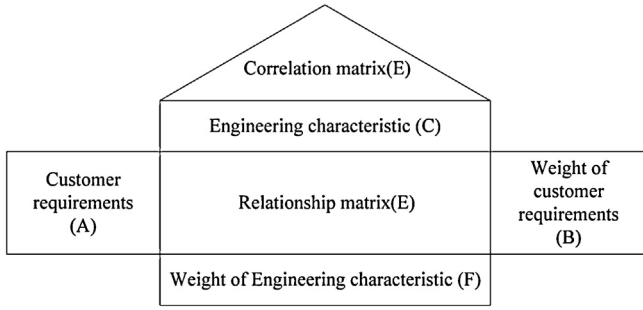 Correlation matrix(E)
Engineering characteristic (C)
Customer
requirements
(A)
Relationship matrix(E)
Weight of
customer
requirements
(B)
Weight of Engineering characteristic (F)